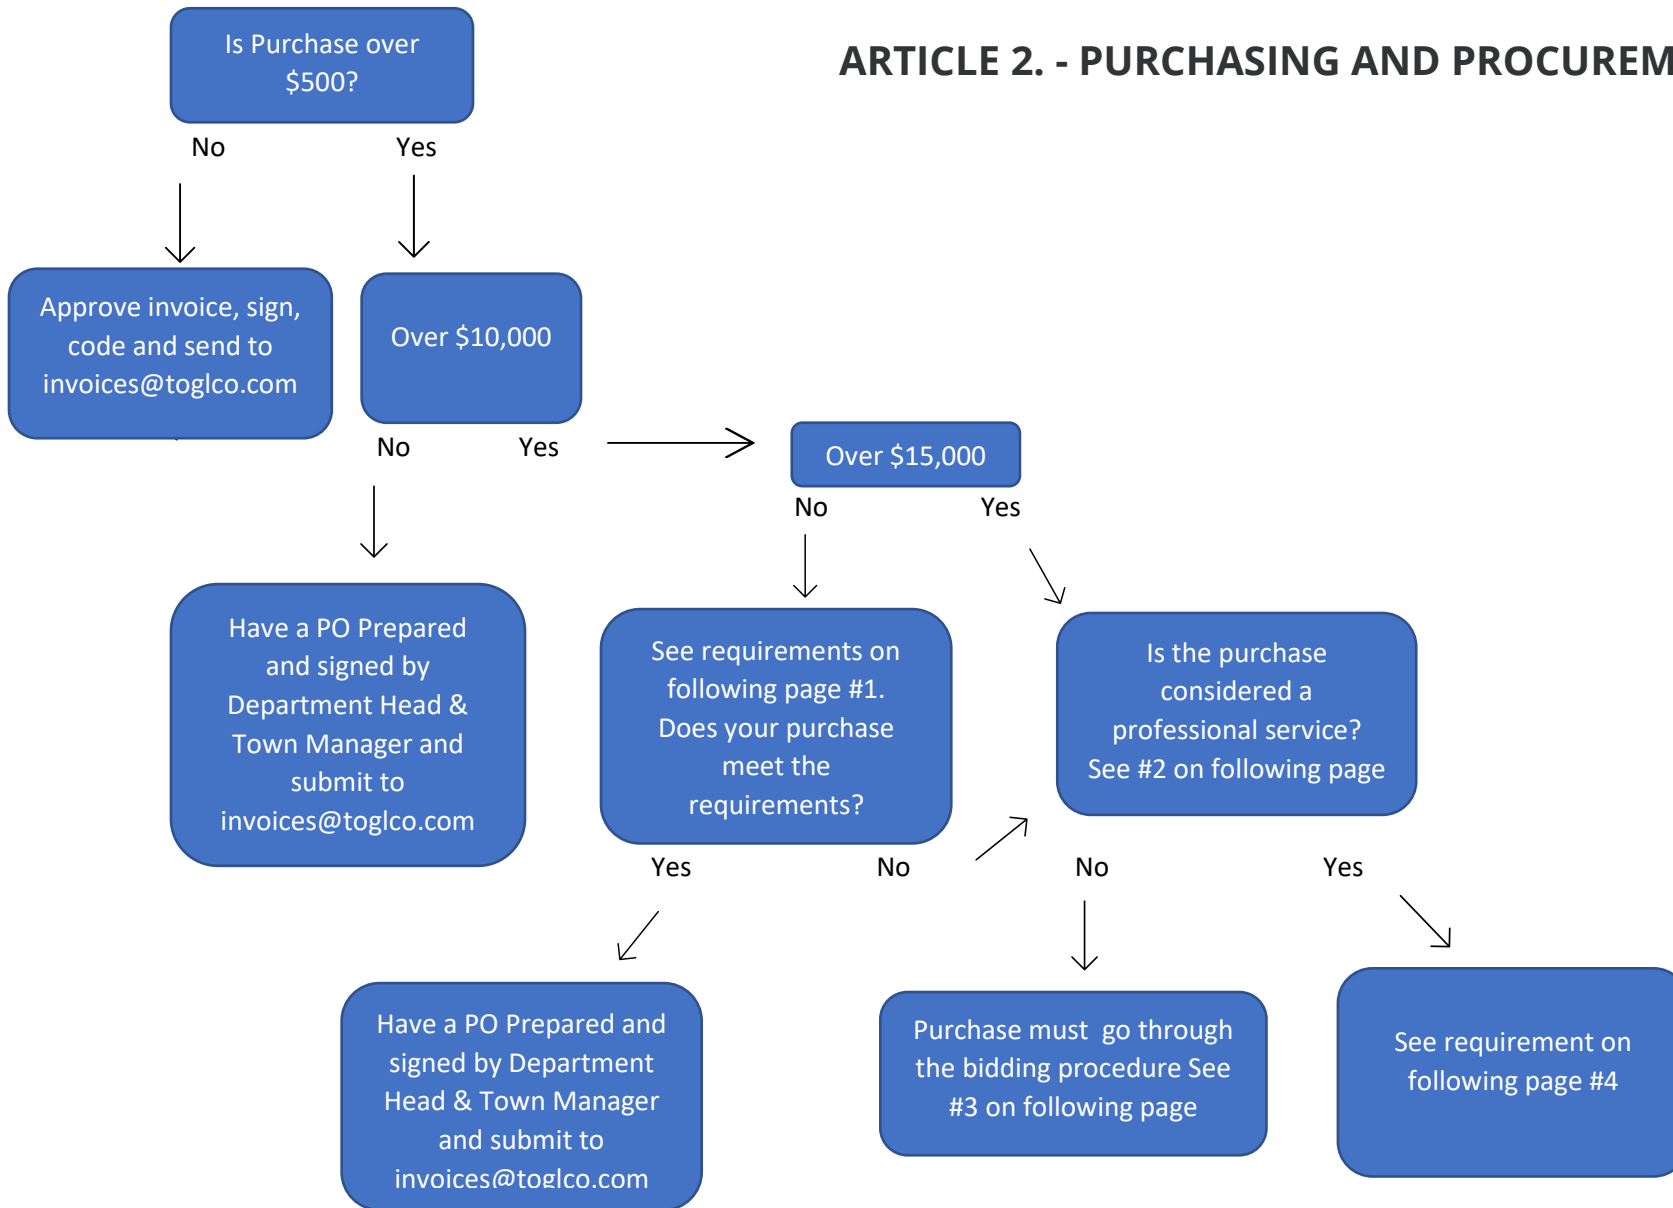 Is Purchase over
$500?
ARTICLE 2. - PURCHASING AND PROCUREM
No
Yes
Approve invoice, sign,
code and send to
invoices@toglco.com
Over $10,000
No
Yes
Over $15,000
No
Yes
Have a PO Prepared
and signed by
Department Head &
Town Manager and
submit to
invoices@toglco.com
See requirements on
following page #1.
Does your purchase
meet the
requirements?
Is the purchase
considered a
professional service?
See #2 on following page
Yes
No
No
Yes
Have a PO Prepared and
signed by Department
Head & Town Manager
and submit to
invoices@toglco.com
Purchase must  go through
the bidding procedure See
#3 on following page
See requirement on
following page #4